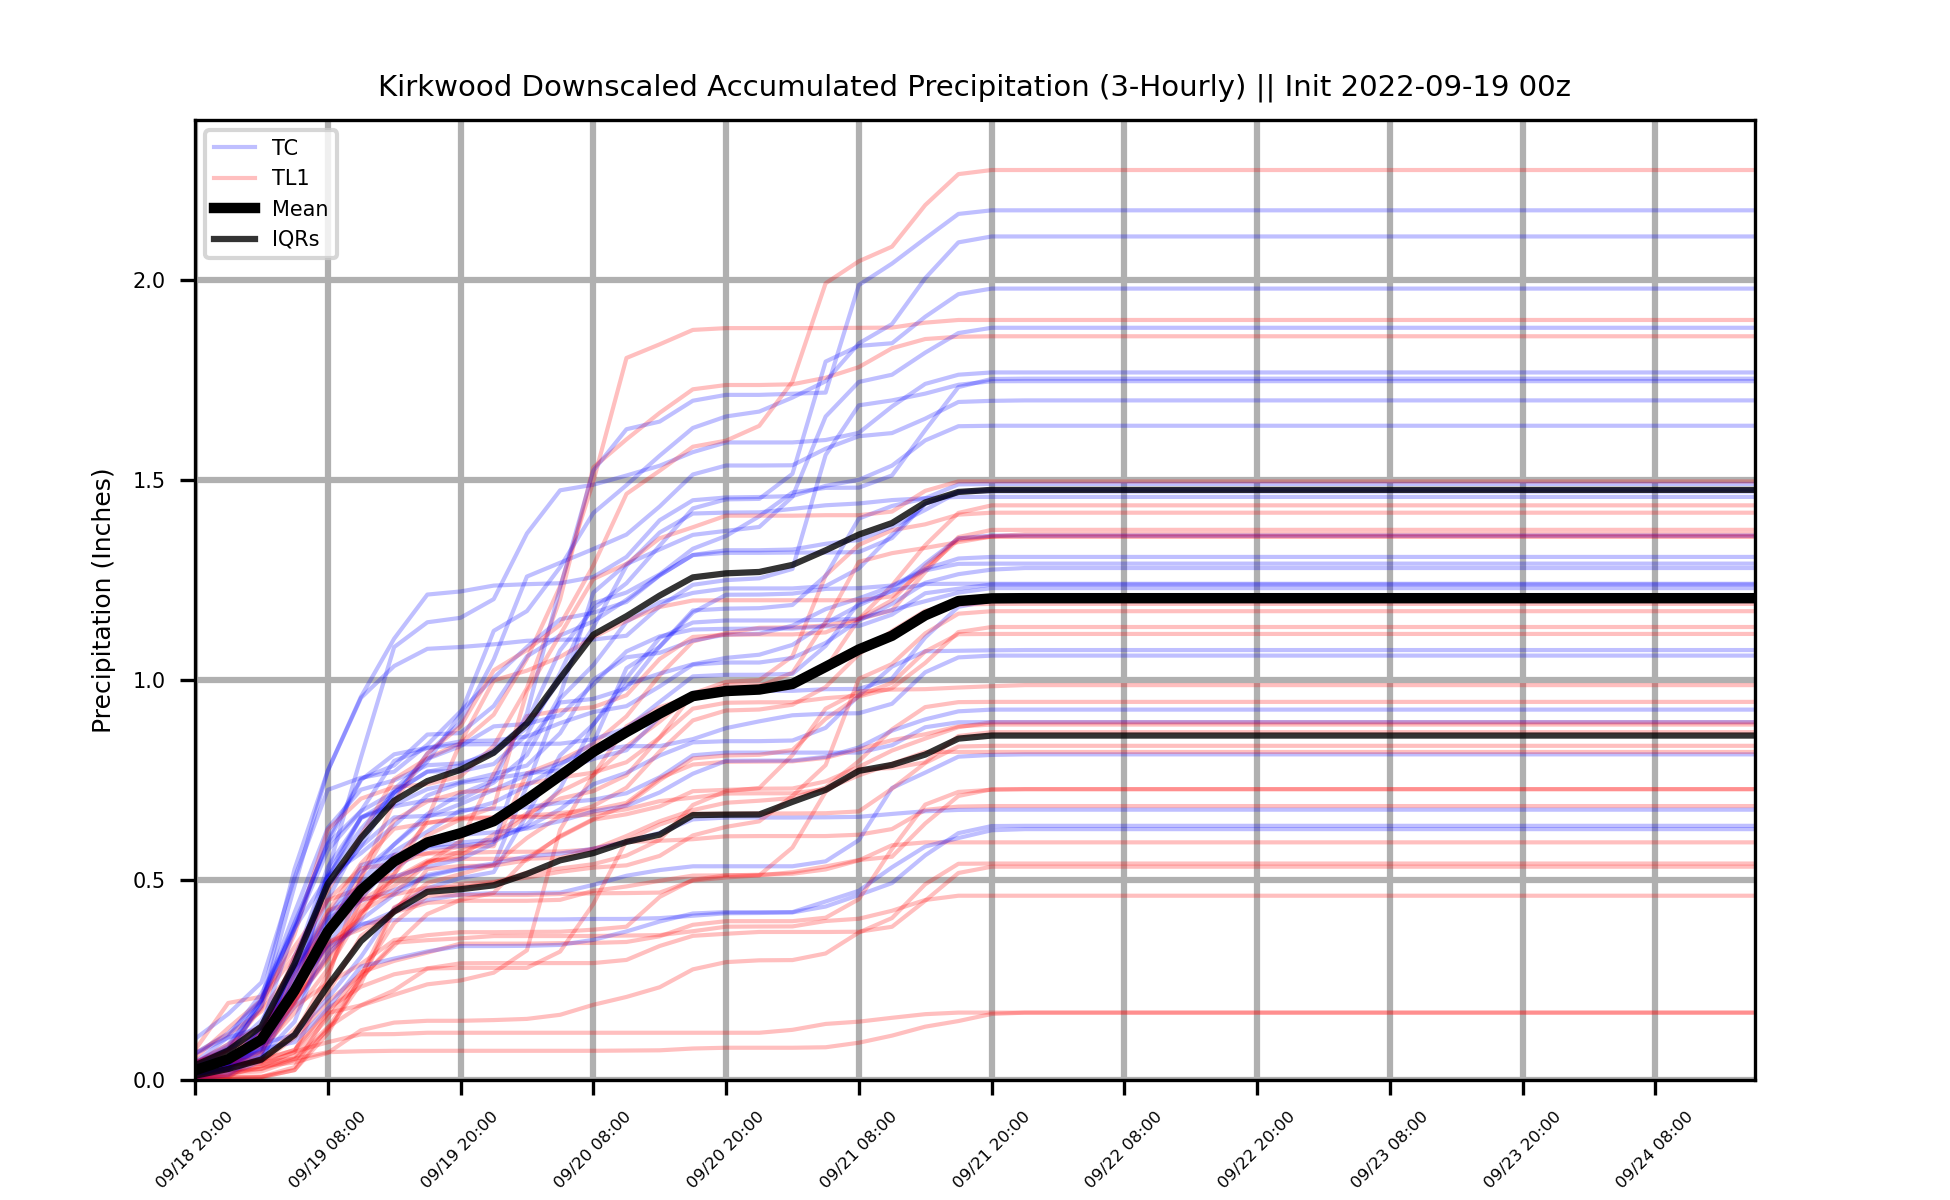 Kirkwood Downscaled Accumulated Precipitation (3-Hourly) || Init 2022-09-19 00z
TC
TL1
Mean
IQRs
Precipitation (Inches)
2.0
1.5
1.0
0.5
0.0
09/18 20:00
09/19 08:00
09/19 20:00
09/20 08:00
09/20 20:00
09/21 08:00
09/21 20:00
09/22 08:00
09/22 20:00
09/23 08:00
09/23 20:00
09/24 08:00